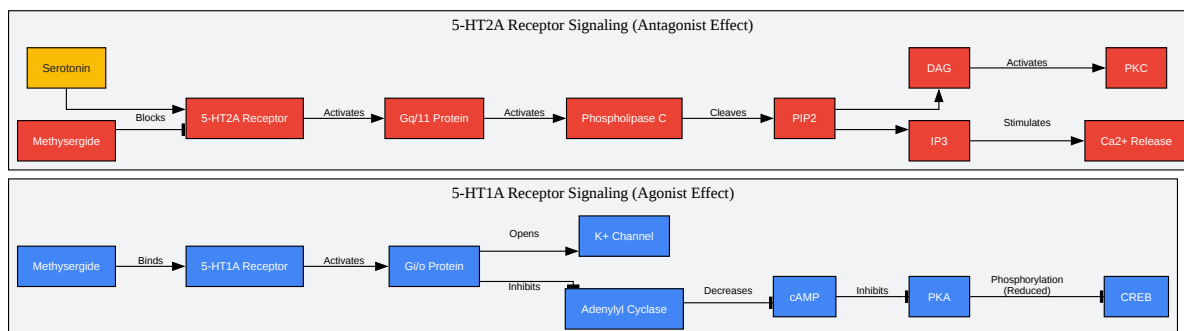 5-HT2A Receptor Signaling (Antagonist Effect)
Serotonin
DAG
Activates
PKC
Blocks
Methysergide
5-HT2A Receptor
Activates
Gq/11 Protein
Activates
Phospholipase C
Cleaves
PIP2
IP3
Stimulates
Ca2+ Release
5-HT1A Receptor Signaling (Agonist Effect)
Opens
K+ Channel
Methysergide
Binds
5-HT1A Receptor
Activates
Gi/o Protein
Inhibits
Adenylyl Cyclase
Decreases
cAMP
Inhibits
PKA
Phosphorylation
(Reduced)
CREB